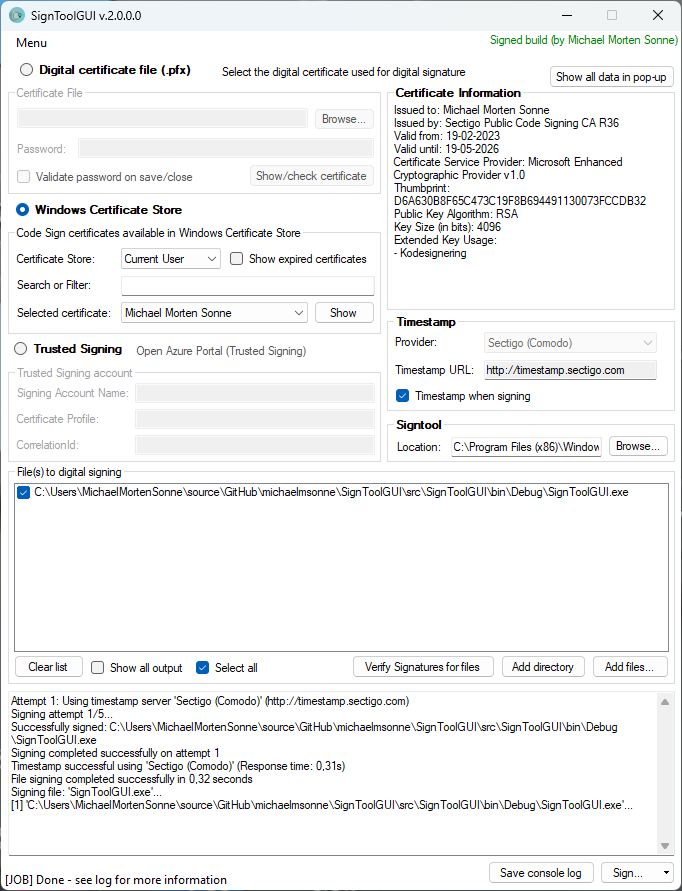 SignToolGUI v.2.0.0.0
Menu
Signed build (by Michael Morten Sonne)
Digital certificate file (.pfx)
Select the digital certificate used for digital signature
Show all data in pop-up
Certificate File
Browse...
Password:
Validate password on save/close
Show/check certificate
Windows Certificate Store
Code Sign certificates available in Windows Certificate Store
Certificate Store:
Current User
Show expired certificates
Search or Filter:
Selected certificate:
Michael Morten Sonne
Show
Trusted Signing
Open Azure Portal (Trusted Signing)
Trusted Signing account
Signing Account Name:
Certificate Profile:
CorrelationId:
Certificate Information
Issued to: Michael Morten Sonne
Issued by: Sectigo Public Code Signing CA R36
Valid from: 19-02-2023
Valid until: 19-05-2026
Certificate Service Provider: Microsoft Enhanced
Cryptographic Provider v1.0
Thumbprint:
D6A630B8F65C473C19F8B694491130073FCCDB32
Public Key Algorithm: RSA
Key Size (in bits): 4096
Extended Key Usage:
- Kodesignering
Timestamp
Provider:
Sectigo (Comodo)
Timestamp URL:
http://timestamp.sectigo.com
Timestamp when signing
Signtool
Location:
C:\Program Files (x86)\Window
Browse...
File(s) to digital signing
C:\Users\MichaelMortenSonne\source\GitHub\michaelmsonne\SignToolGUI\src\SignToolGUI\bin\Debug\SignToolGUI.exe
Clear list
Show all output
Select all
Verify Signatures for files
Add directory
Add files...
Attempt 1: Using timestamp server 'Sectigo (Comodo)' (http://timestamp.sectigo.com)
Signing attempt 1/5...
Successfully signed: C:\Users\MichaelMortenSonne\source\GitHub\michaelmsonne\SignToolGUI\src\SignToolGUI\bin\Debug
\SignToolGUI.exe
Signing completed successfully on attempt 1
Timestamp successful using 'Sectigo (Comodo)' (Response time: 0,31s)
File signing completed successfully in 0,32 seconds
Signing file: 'SignToolGUI.exe'...
[1] 'C:\Users\MichaelMortenSonne\source\GitHub\michaelmsonne\SignToolGUI\src\SignToolGUI\bin\Debug\SignToolGUI.exe'...
[JOB] Done - see log for more information
Save console log
Sign...